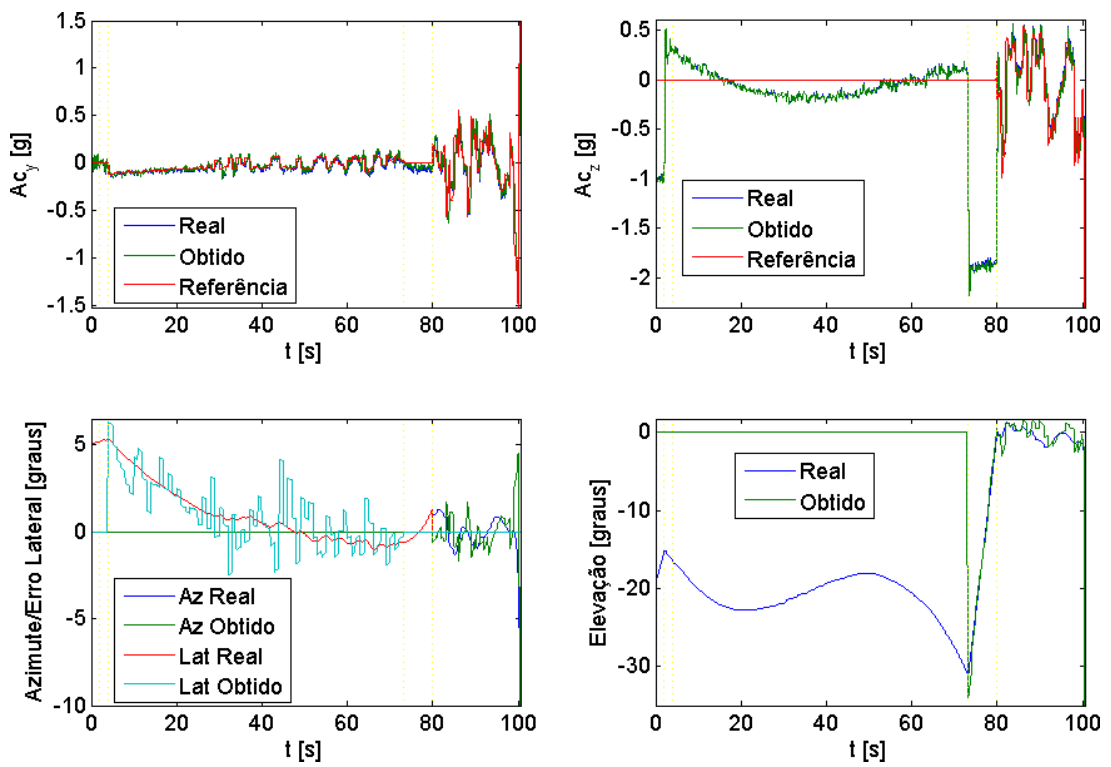 1.5
1
0.5
0
-0.5
-1
-1.5
Ac_y [g]
Real
Obtido
Referência
0 20 40 60 80 100
t [s]
0.5
0
-0.5
-1
-1.5
-2
Ac_z [g]
Real
Obtido
Referência
0 20 40 60 80 100
t [s]
5
0
-5
-10
Azimute/Erro Lateral [graus]
Az Real
Az Obtido
Lat Real
Lat Obtido
0 20 40 60 80 100
t [s]
0
-10
-20
-30
Elevação [graus]
Real
Obtido
0 20 40 60 80 100
t [s]